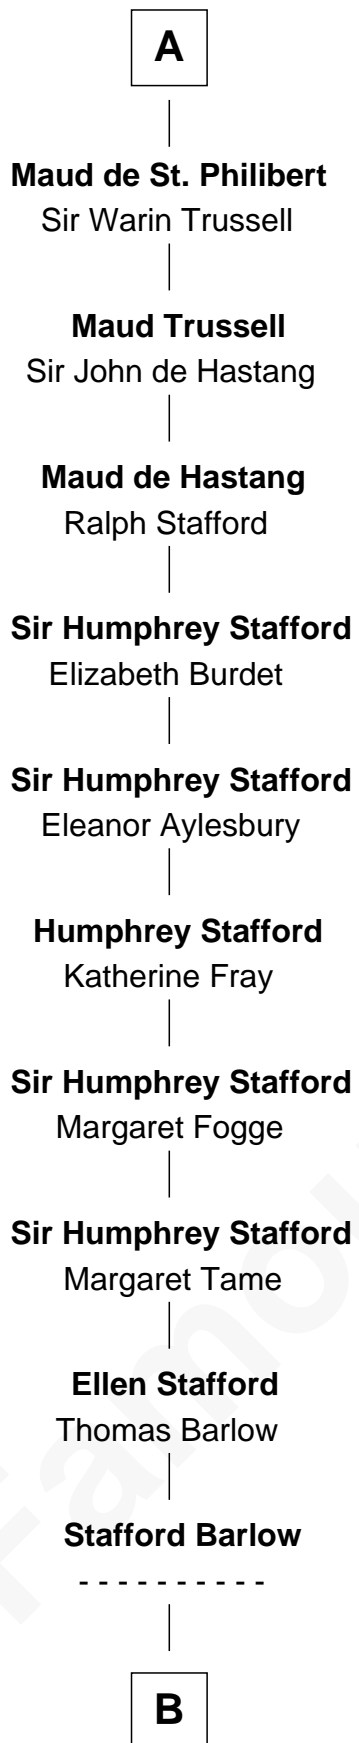 A
Maud de St. Philibert
Sir Warin Trussell
Maud Trussell
Sir John de Hastang
Maud de Hastang
Ralph Stafford
Sir Humphrey Stafford
Elizabeth Burdet
Sir Humphrey Stafford
Eleanor Aylesbury
Humphrey Stafford
Katherine Fray
Sir Humphrey Stafford
Margaret Fogge
Sir Humphrey Stafford
Margaret Tame
Ellen Stafford
Thomas Barlow
Stafford Barlow
- - - - - - - - - -
B